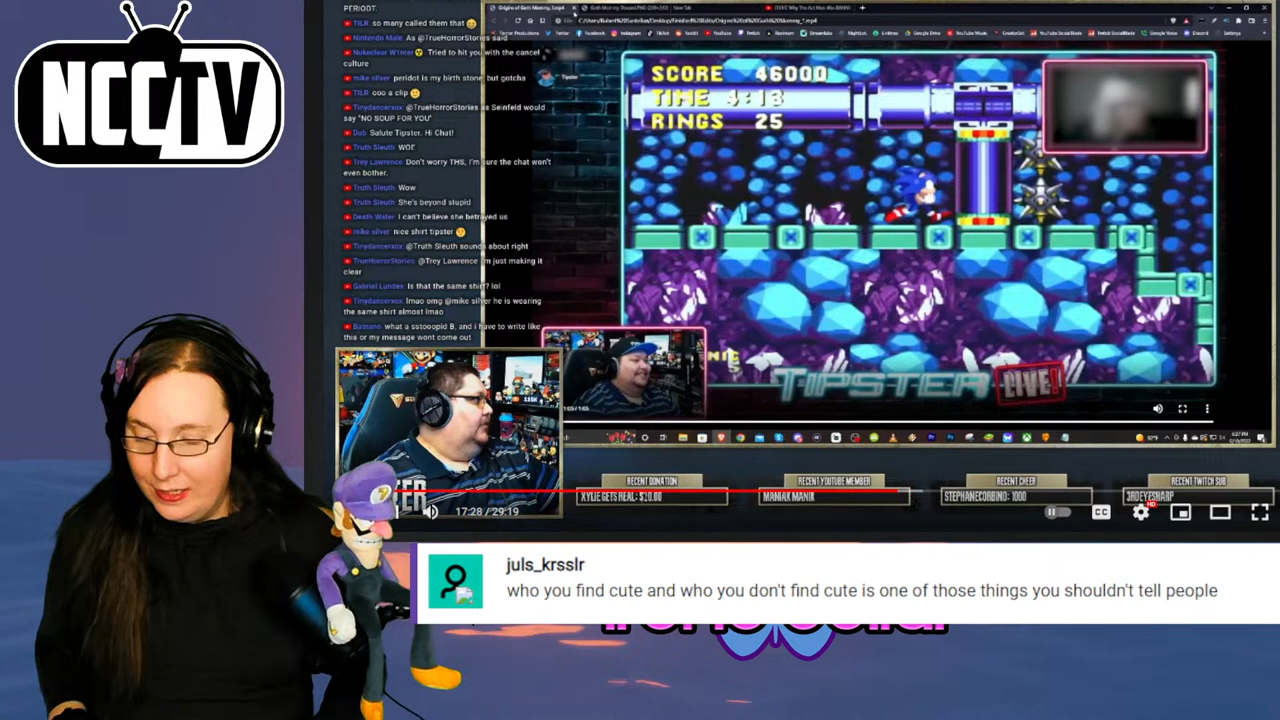 NCCTV
PERIODT.
TILR so many called them that
Nintendo Male: As @TrueHorrorStories said
Nukeclear W1nter Tried to hit you with the cancel
culture
mike silver peridot is my birth stone, but gotcha
TILR ooo a clip
Tinydancerxox: @TrueHorrorStories as Seinfeld would
say "NO SOUP FOR YOU"
Dub: Salute Tipster. Hi Chat!
Truth Sleuth WOF
Trey Lawrence: Don't worry THS, I'm sure the chat won't
even bother.
Truth Sleuth Wow
Truth Sleuth She's beyond stupid
Death Water I can't believe she betrayed us
mike silver nice shirt tipster
Tinydancerxox: @Truth Sleuth sounds about right
TrueHorrorStories: @Trey Lawrence I'm just making it
clear
Gabriel Lundes: Is that the same shirt? lol
Tinydancerxox: lmao omg @mike silver he is wearing
the same shirt almost lmao
what a sstooopid B, and i have to write like
this or my message wont come out
Tipster
SCORE 46000
TIME 4:13
RINGS 25
TIPSTER LIVE!
17:28 / 29:19
RECENT DONATION
XYLIE GETS REAL: $20.00
RECENT YOUTUBE MEMBER
MANIAK MANIK
RECENT CHEER
STEPHANECORBINO: 1000
RECENT TWITCH SUB
3RDEYESHARP
CC
HD
juls_krsslr
who you find cute and who you don't find cute is one of those things you shouldn't tell people